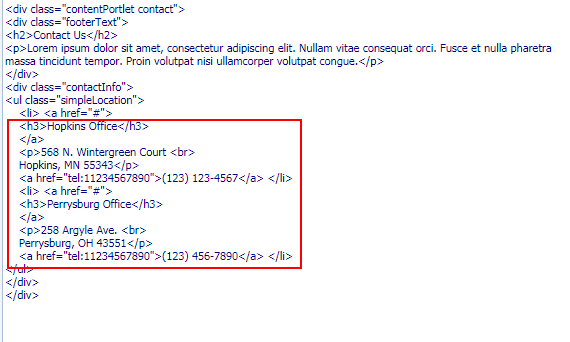 <div class="contentPortlet contact">
<div class="footerText">
<h2>Contact Us</h2>
<p>Lorem ipsum dolor sit amet, consectetur adipiscing elit. Nullam vitae consequat orci. Fusce et nulla pharetra
massa tincidunt tempor. Proin volutpat nisi ullamcorper volutpat congue.</p>
</div>
<div class="contactInfo">
<ul class="simpleLocation">
<li> <a href="#">
<h3>Hopkins Office</h3>
</a>
<p>568 N. Wintergreen Court <br>
Hopkins, MN 55343</p>
<a href="tel:11234567890">(123) 123-4567</a> </li>
<li> <a href="#">
<h3>Perrysburg Office</h3>
</a>
<p>258 Argyle Ave. <br>
Perrysburg, OH 43551</p>
<a href="tel:11234567890">(123) 456-7890</a> </li>
</ul>
</div>
</div>